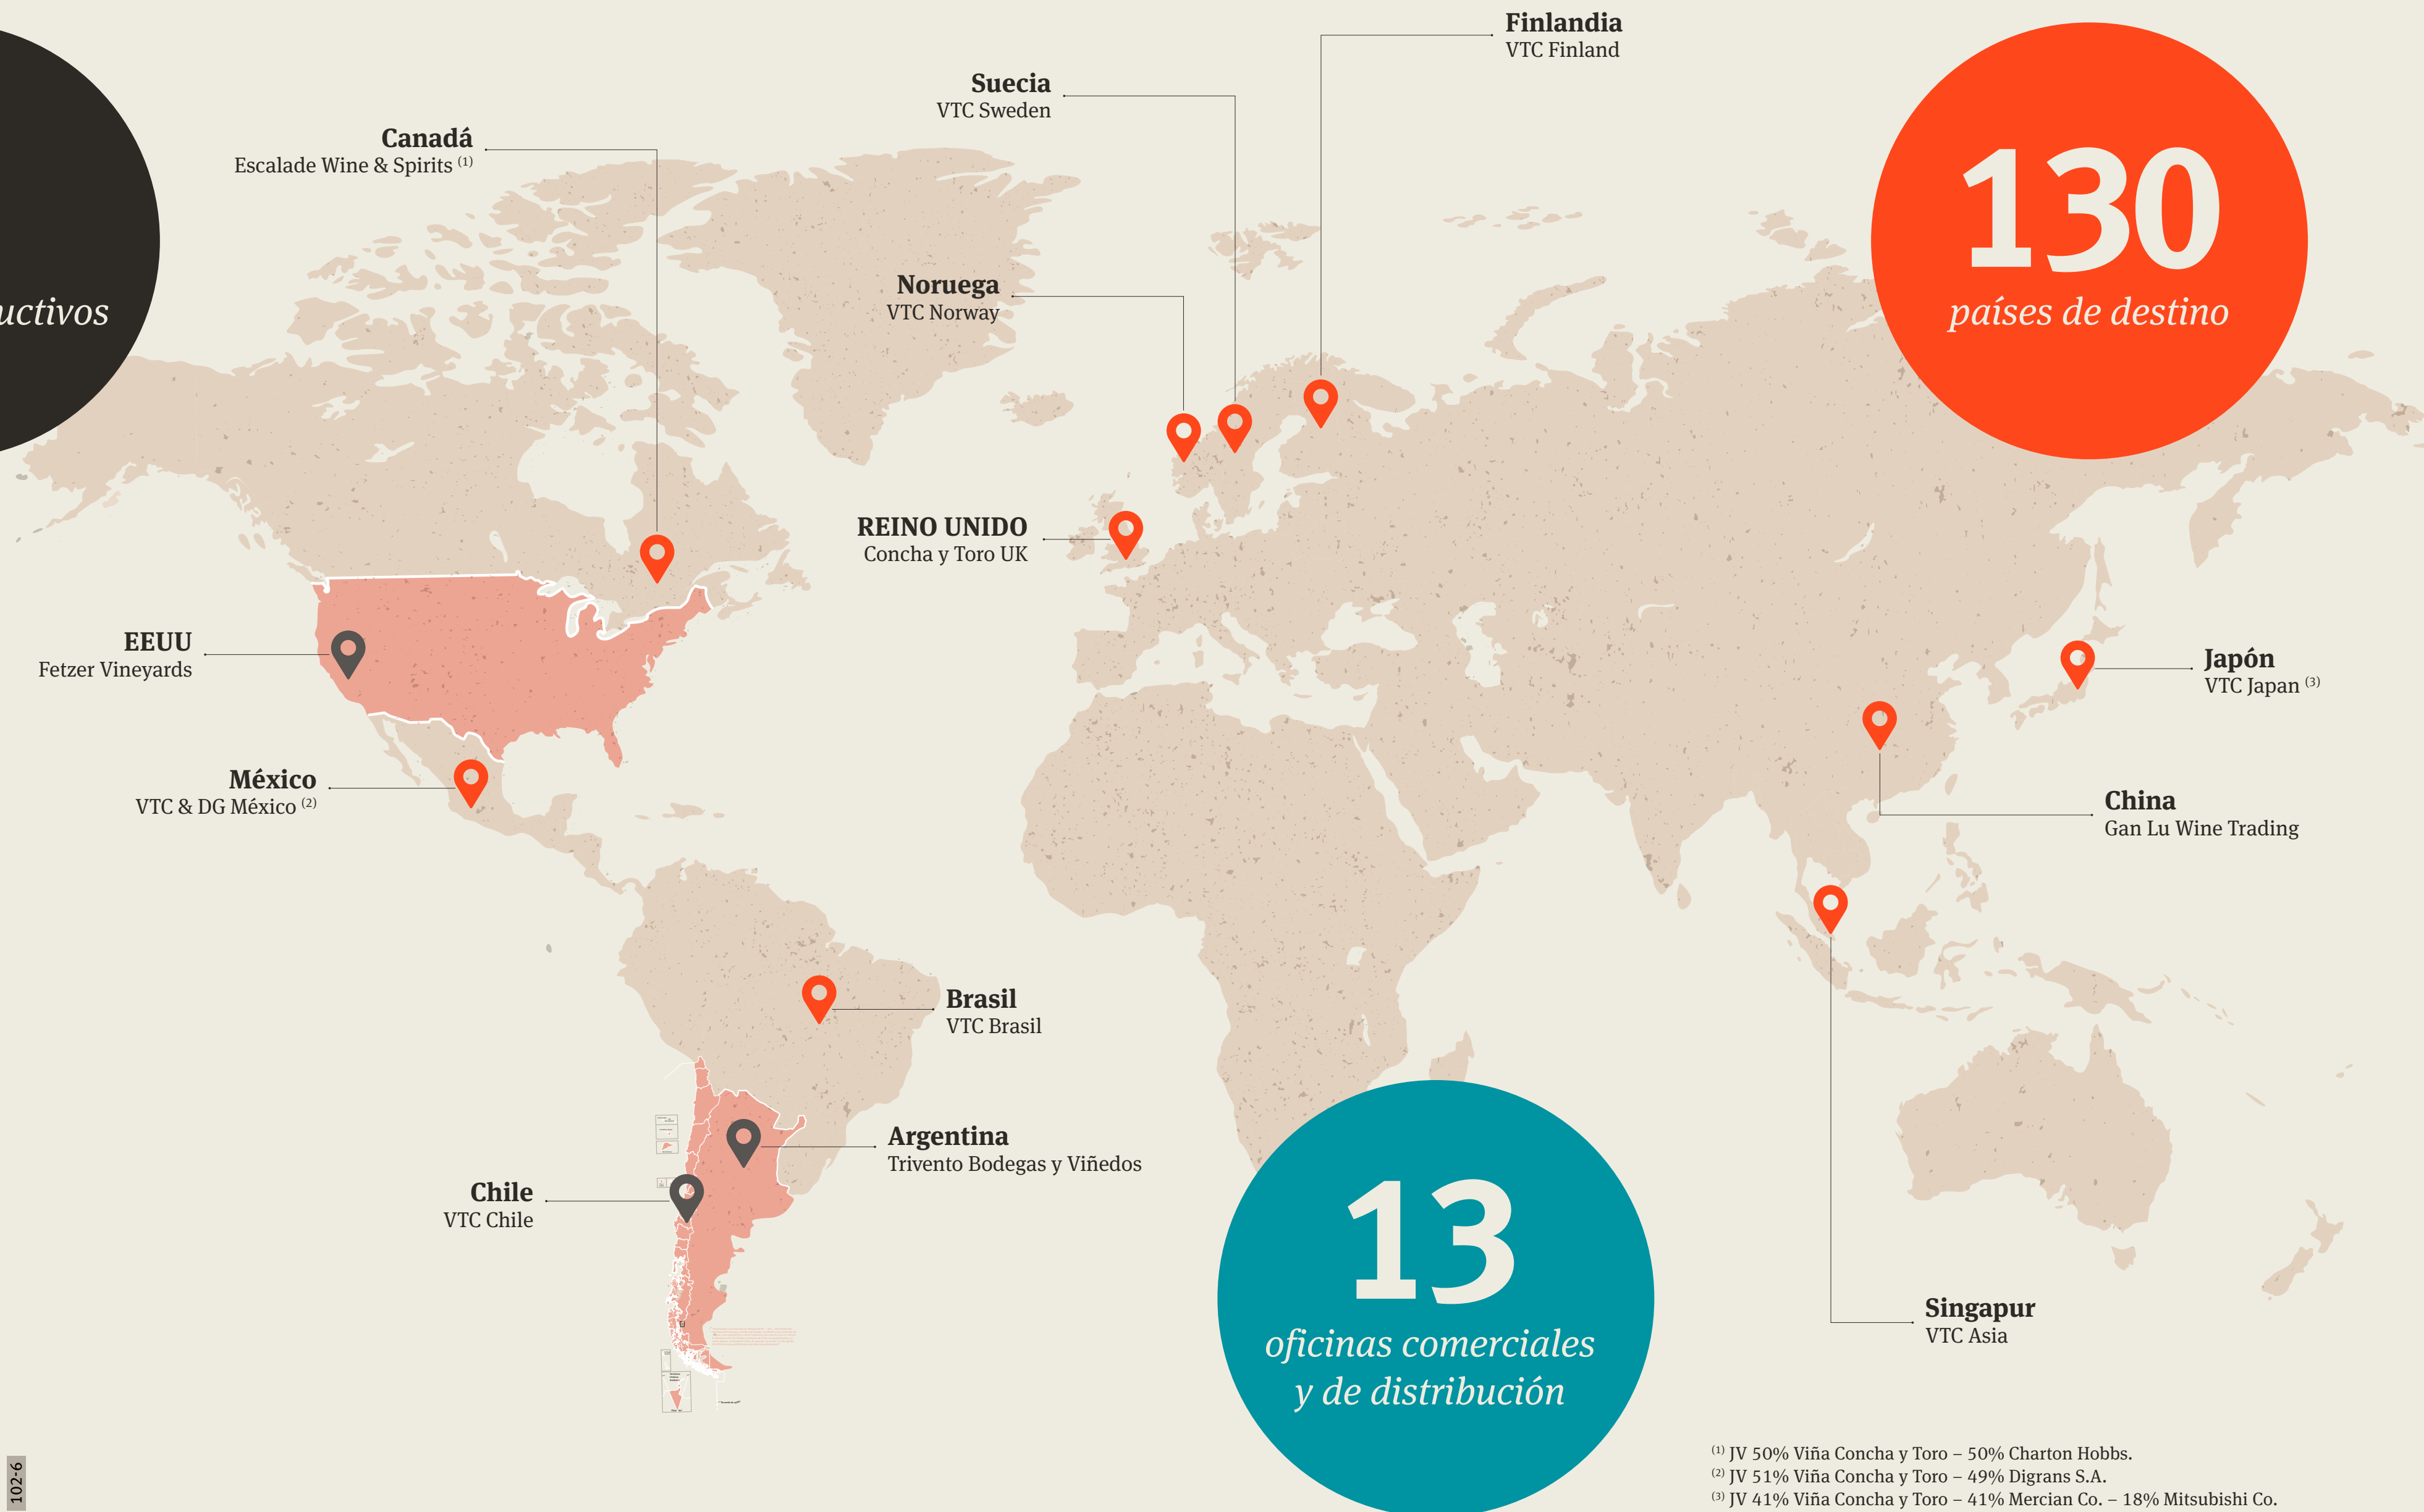 Finlandia
VTC Finland
Suecia
VTC Sweden
Canadá
Escalade Wine & Spirits (1)
130
países de destino
uctivos
Noruega
VTC Norway
REINO UNIDO
Concha y Toro UK
EEUU
Fetzer Vineyards
Japón
VTC Japan (3)
México
VTC & DG México (2)
China
Gan Lu Wine Trading
Brasil
VTC Brasil
Argentina
Trivento Bodegas y Viñedos
Chile
VTC Chile
13
oficinas comerciales
y de distribución
Singapur
VTC Asia
(1) JV 50% Viña Concha y Toro – 50% Charton Hobbs.
(2) JV 51% Viña Concha y Toro – 49% Digrans S.A.
(3) JV 41% Viña Concha y Toro – 41% Mercian Co. – 18% Mitsubishi Co.
102-6